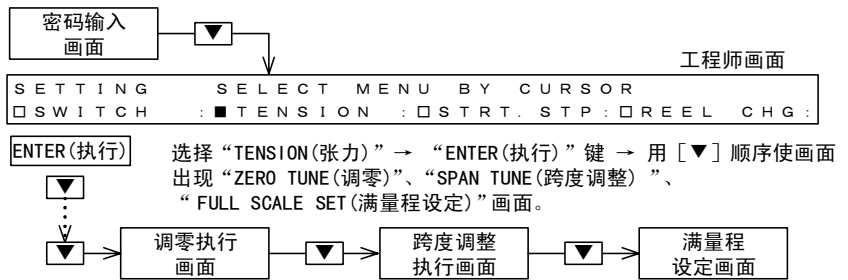 密码输入
画面
▼
工程师画面
SETTING SELECT MENU BY CURSOR
□SWITCH :■TENSION :□STRT. STP:□REEL CHG:
ENTER(执行)
选择“TENSION(张力)”→ “ENTER(执行)”键 → 用［▼］顺序使画面
出现“ZERO TUNE(调零)”、“SPAN TUNE(跨度调整) ”、
“ FULL SCALE SET(满量程设定)”画面。
▼
▼
调零执行
画面
▼
跨度调整
执行画面
▼
满量程
设定画面